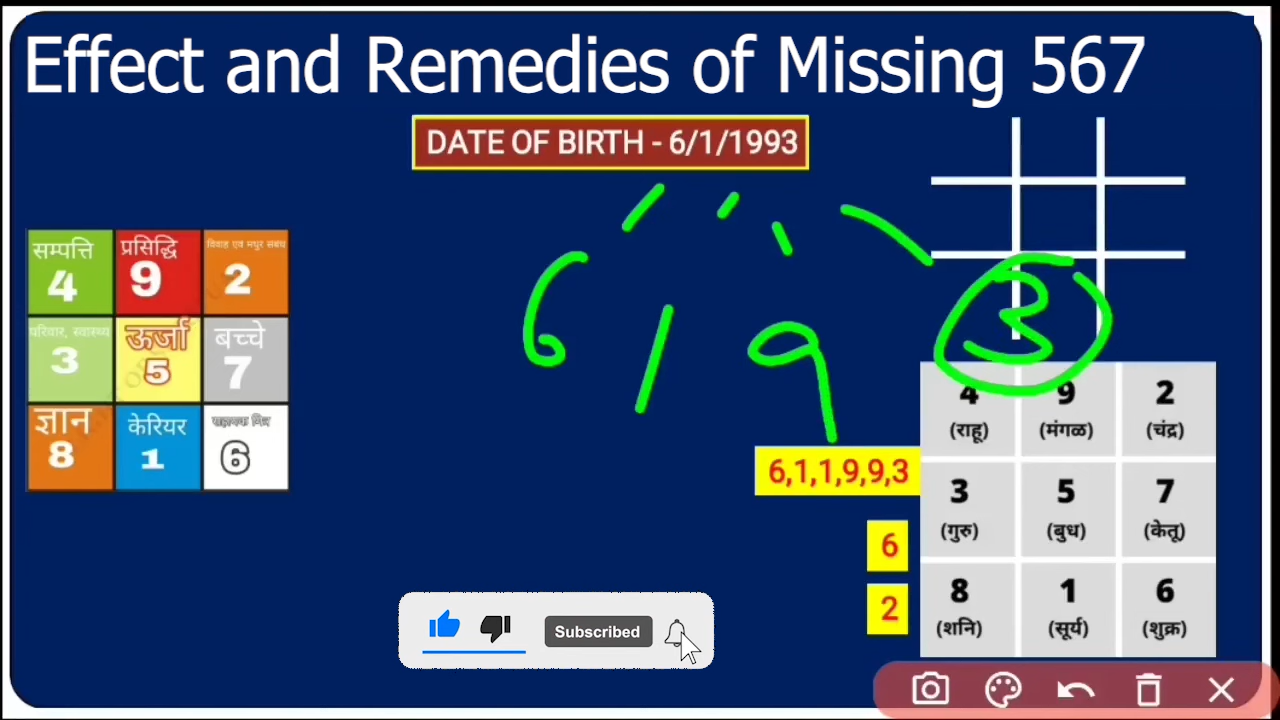 Effect and Remedies of Missing 567
DATE OF BIRTH - 6/1/1993
6 1 9 3
सम्पत्ति प्रसिद्धि विवाह एवं मधुर संबंध
4 9 2
परिवार, स्वास्थ्य ऊर्जा बच्चे
3 5 7
ज्ञान केरियर
8 1 6
6,1,1,9,9,3
6
2
4 9 2
(राहू) (मंगळ) (चंद्र)
3 5 7
(गुरु) (बुध) (केतू)
8 1 6
(शनि) (सूर्य) (शुक्र)
Subscribed